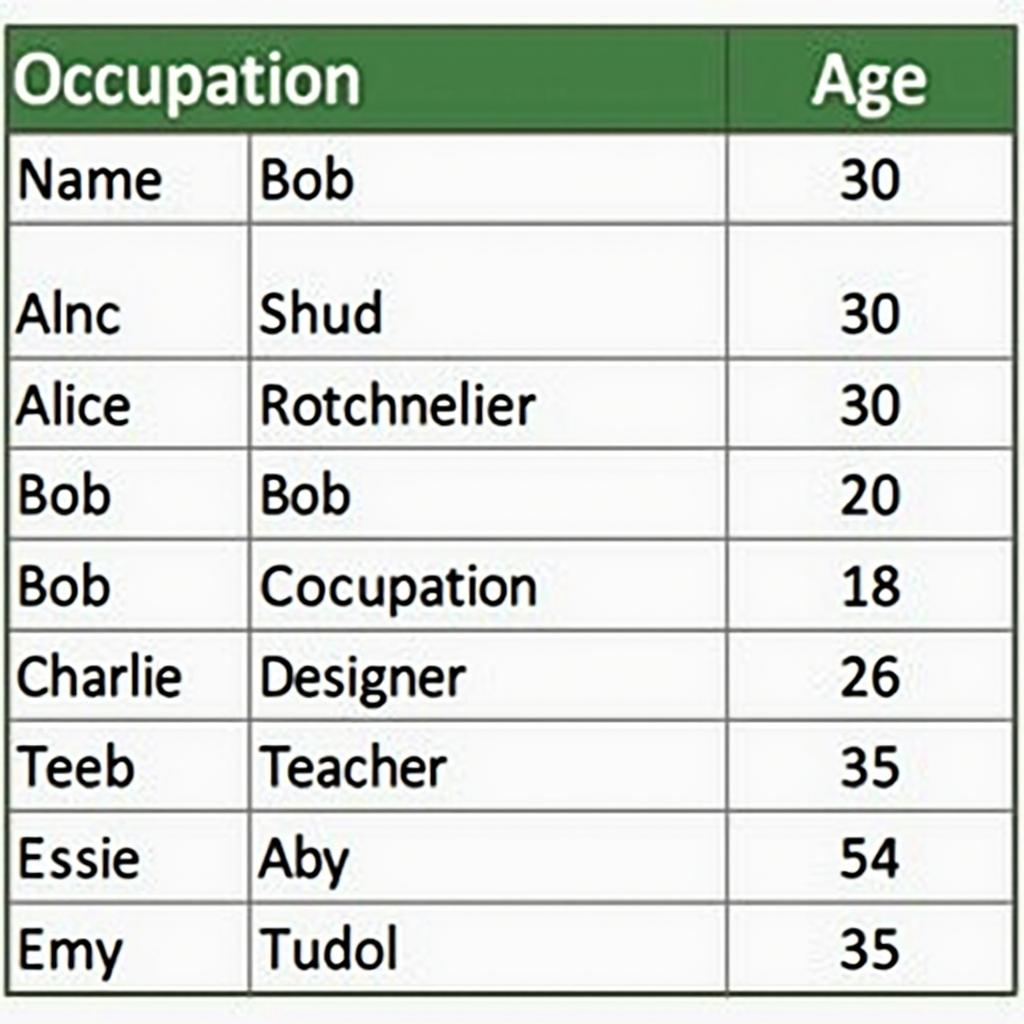 Occupation Age
Name Bob 30
Alnc Shud 30
Alice Rotchnelier 30
Bob Bob 20
Bob Cocupation 18
Charlie Designer 26
Teeb Teacher 35
Essie Aby 54
Emy Tudol 35